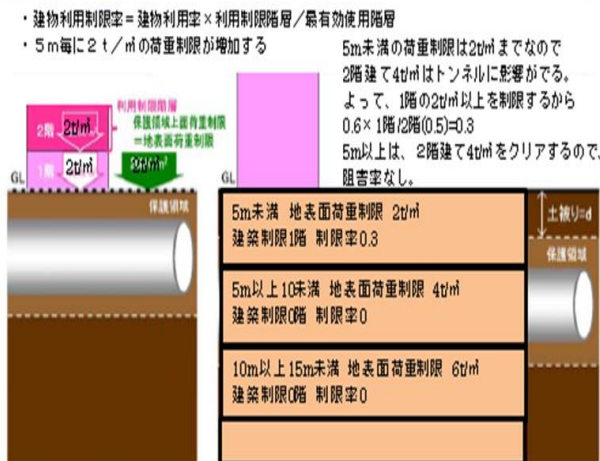 ・建物利用制限率＝建物利用率×利用制限階層／最有効使用階層
・５ｍ毎に２ｔ／㎡の荷重制限が増加する
5m未満の荷重制限は2t/㎡までなので
2階建て4t/㎡はトンネルに影響がでる。
よって、1階の2t/㎡以上を制限するから
0.6×1階/2階(0.5)=0.3
5m以上は、２階建て4t/㎡をクリアするので、
阻害率なし。
利用制限階層
保護領域上面荷重制限
＝地表面荷重制限
2階 2t/㎡
1階 2t/㎡
2t/㎡
GL
GL
保護領域
土被り=d
保護領域
5m未満 地表面荷重制限 2t/㎡
建築制限1階 制限率0.3
5m以上10未満 地表面荷重制限 4t/㎡
建築制限0階 制限率0
10m以上15m未満 地表面荷重制限 6t/㎡
建築制限0階 制限率0